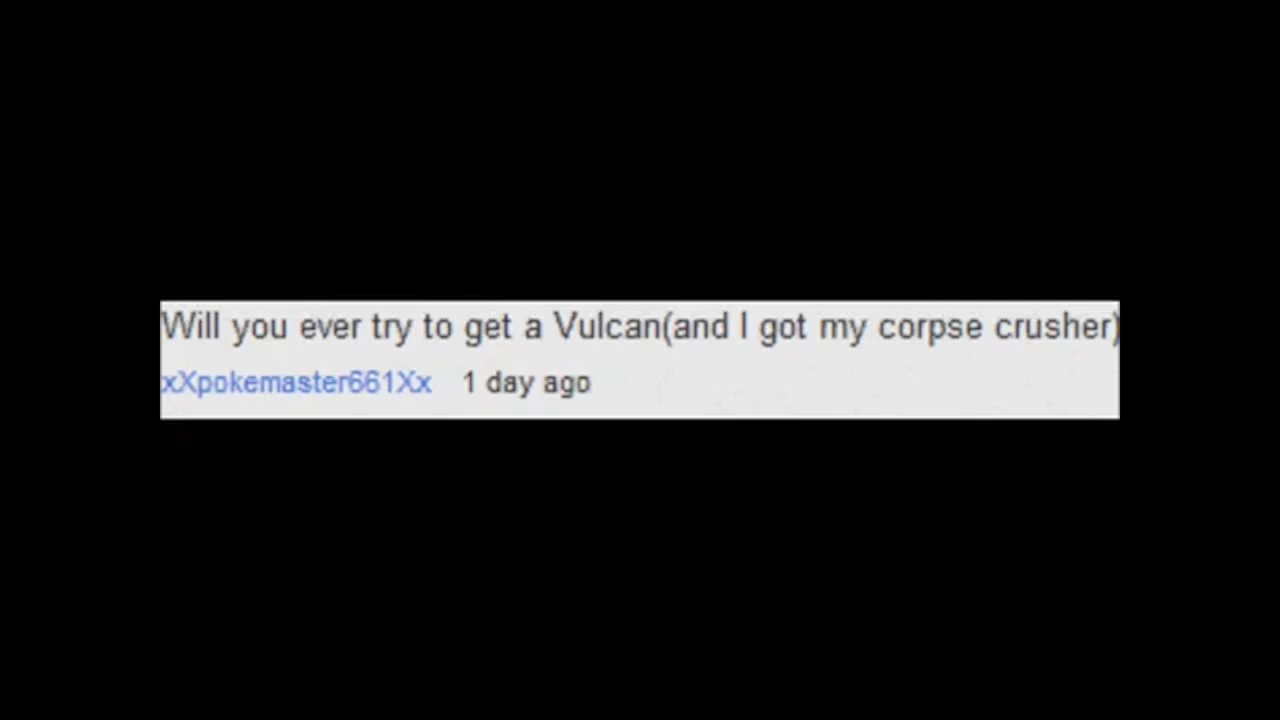 Will you ever try to get a Vulcan(and I got my corpse crusher)
xXpokemaster661Xx 1 day ago